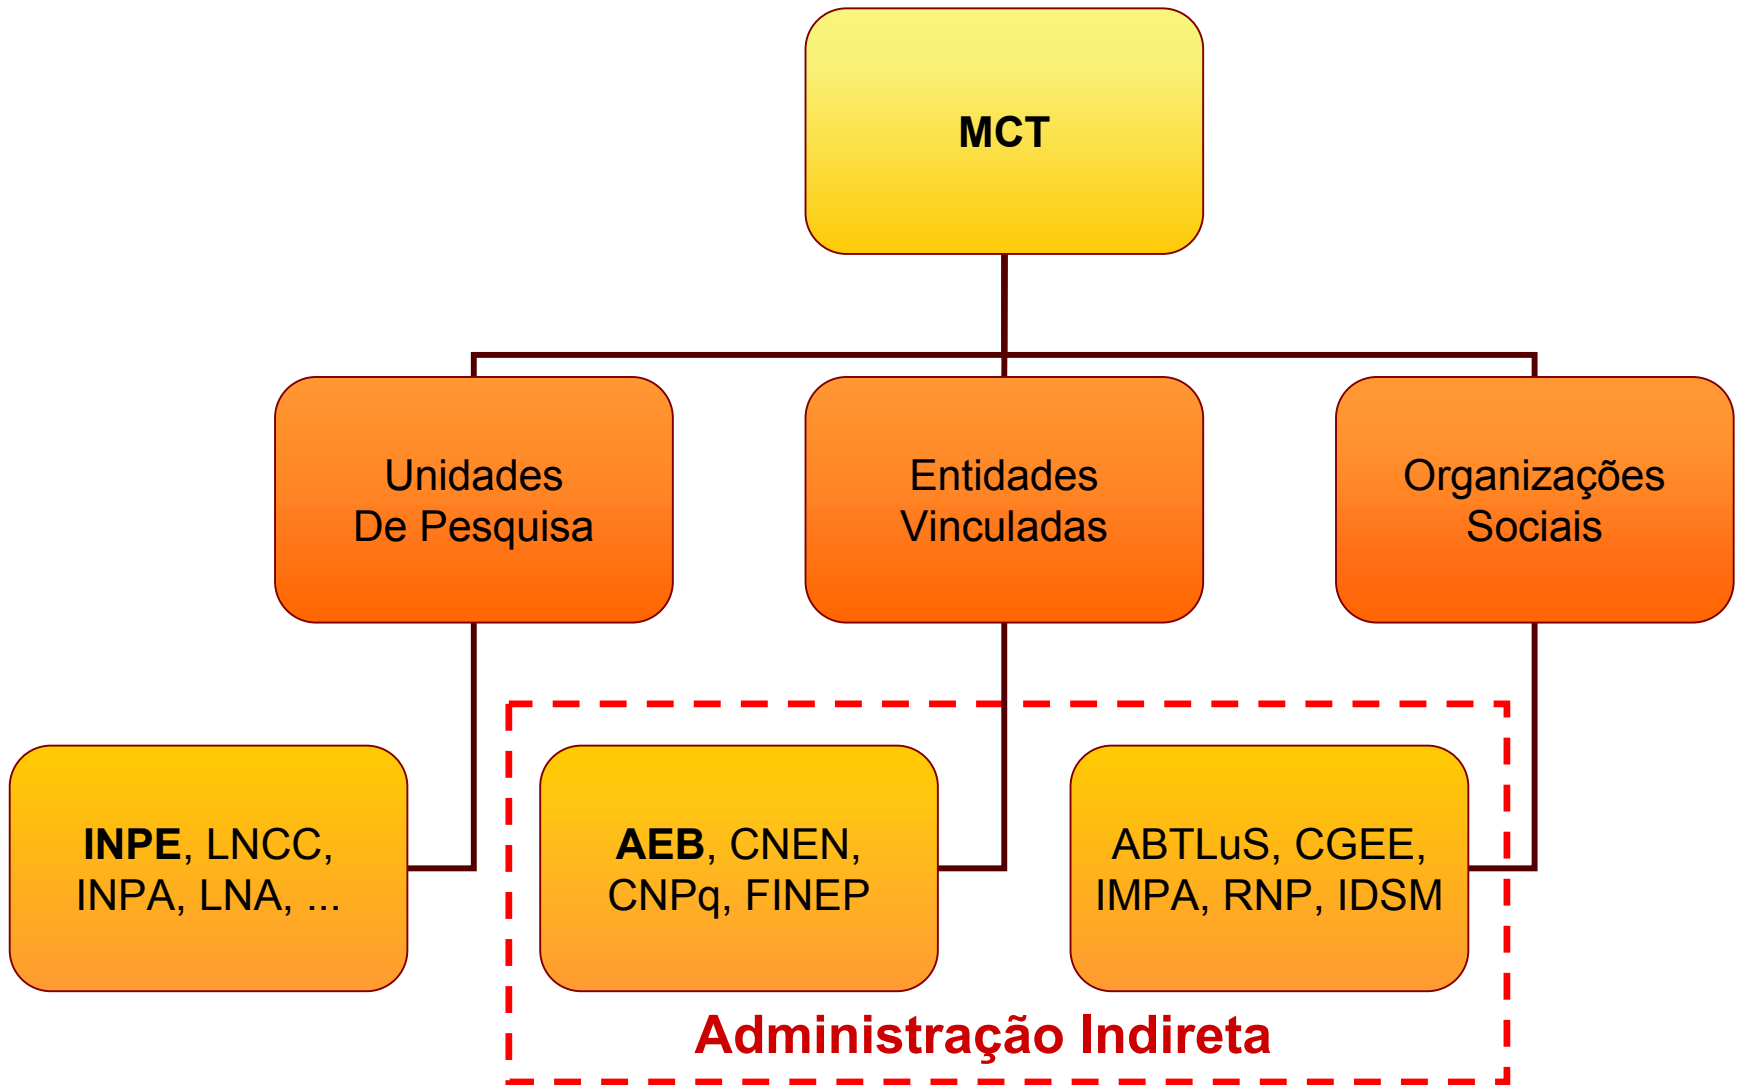 MCT
Unidades
De Pesquisa
Entidades
Vinculadas
Organizações
Sociais
INPE, LNCC,
INPA, LNA, ...
AEB, CNEN,
CNPq, FINEP
ABTLuS, CGEE,
IMPA, RNP, IDSM
Administração Indireta